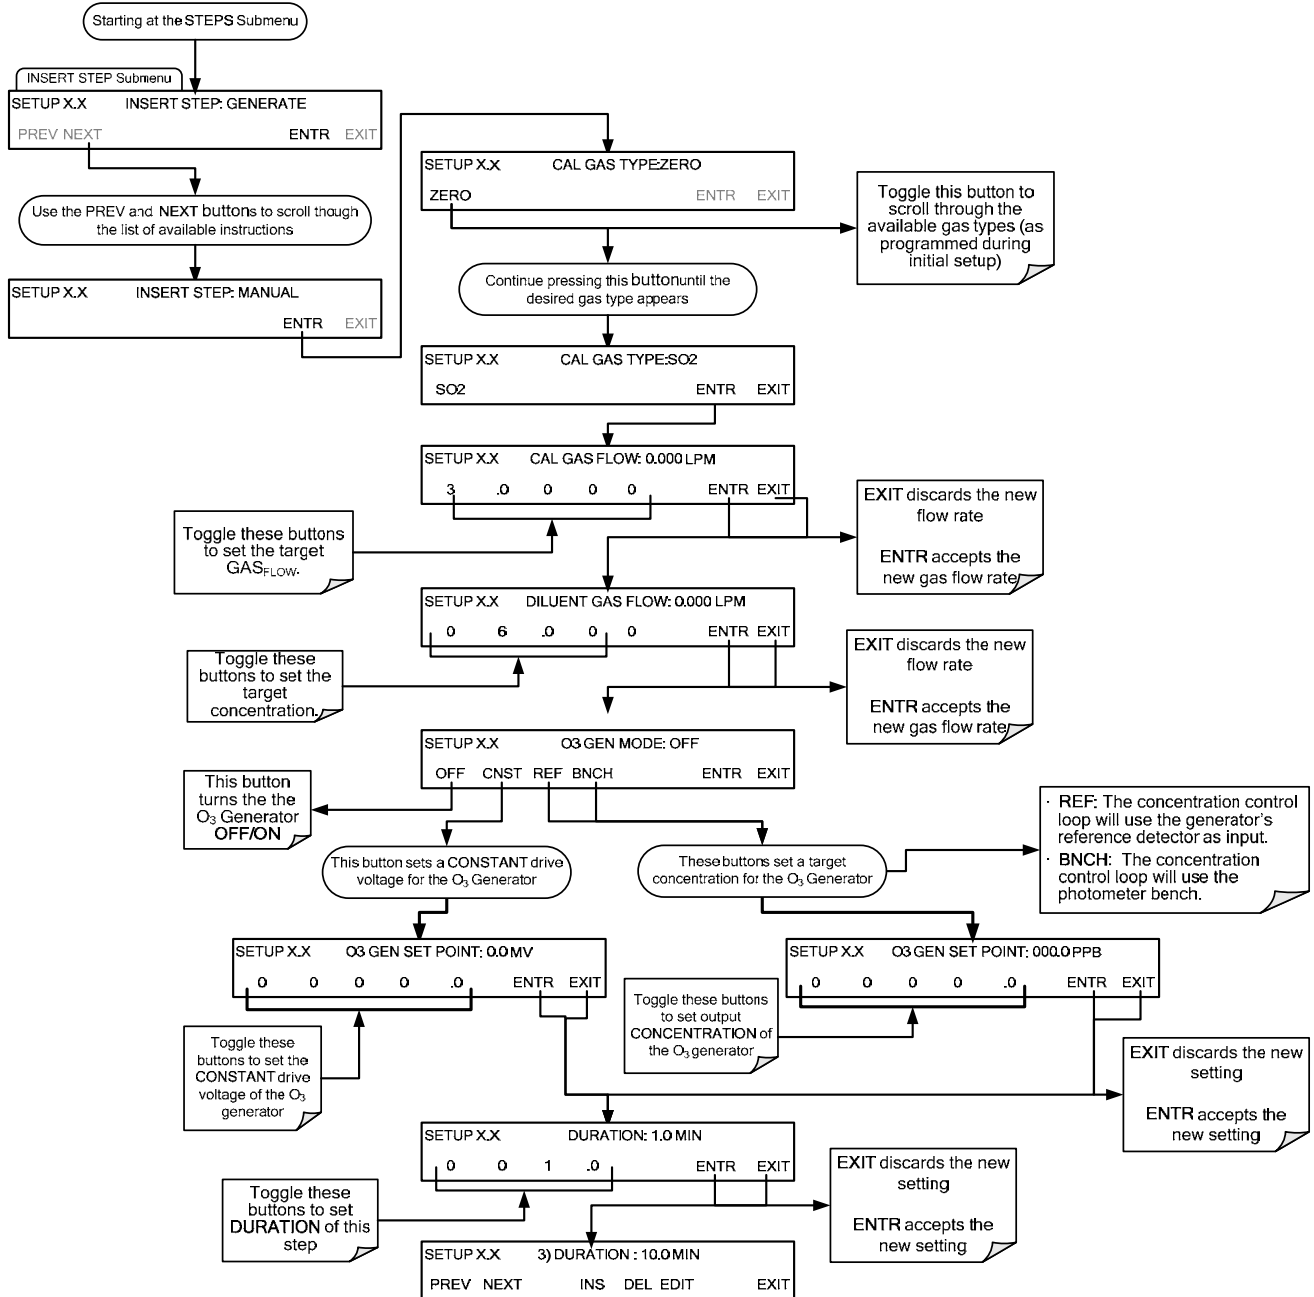 Starting at the STEPS Submenu
INSERT STEP Submenu
SETUP X.X INSERT STEP: GENERATE
PREV NEXT ENTR EXIT
Use the PREV and NEXT buttons to scroll though
the list of available instructions
SETUP X.X INSERT STEP: MANUAL
ENTR EXIT
SETUP X.X CAL GAS TYPE:ZERO
ZERO ENTR EXIT
Toggle this button to
scroll through the
available gas types (as
programmed during
initial setup)
Continue pressing this button until the
desired gas type appears
SETUP X.X CAL GAS TYPE:SO2
SO2 ENTR EXIT
SETUP X.X CAL GAS FLOW: 0.000 LPM
3 .0 0 0 0 ENTR EXIT
Toggle these buttons
to set the target
GASFLOW.
EXIT discards the new
flow rate
ENTR accepts the
new gas flow rate
SETUP X.X DILUENT GAS FLOW: 0.000 LPM
0 6 .0 0 0 ENTR EXIT
Toggle these
buttons to set the
target
concentration.
EXIT discards the new
flow rate
ENTR accepts the
new gas flow rate
SETUP X.X O3 GEN MODE: OFF
OFF CNST REF BNCH ENTR EXIT
This button
turns the the
O3 Generator
OFF/ON
This button sets a CONSTANT drive
voltage for the O3 Generator
These buttons set a target
concentration for the O3 Generator
· REF: The concentration control
loop will use the generator's
reference detector as input.
· BNCH: The concentration
control loop will use the
photometer bench.
SETUP X.X O3 GEN SET POINT: 0.0 MV
0 0 0 0 .0 ENTR EXIT
SETUP X.X O3 GEN SET POINT: 000.0 PPB
0 0 0 0 .0 ENTR EXIT
Toggle these
buttons to set the
CONSTANT drive
voltage of the O3
generator
Toggle these buttons
to set output
CONCENTRATION of
the O3 generator
EXIT discards the new
setting
ENTR accepts the
new setting
SETUP X.X DURATION: 1.0 MIN
0 0 1 .0 ENTR EXIT
Toggle these
buttons to set
DURATION of this
step
EXIT discards the new
setting
ENTR accepts the
new setting
SETUP X.X 3) DURATION : 10.0 MIN
PREV NEXT INS DEL EDIT EXIT